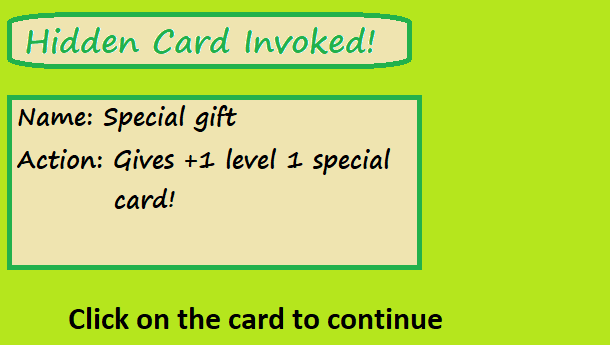 Hidden Card Invoked!
Name: Special gift
Action: Gives +1 level 1 special
card!
Click on the card to continue